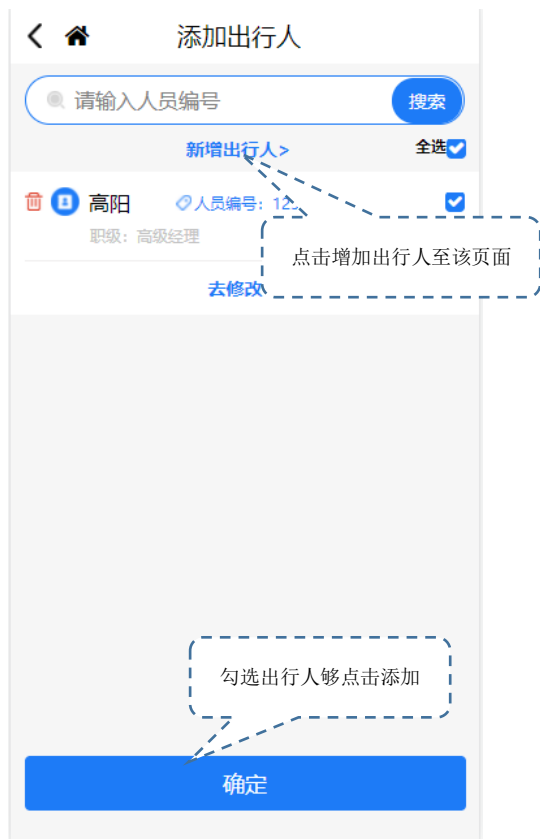 添加出行人
请输入人员编号
搜索
新增出行人>
全选
高阳
人员编号：12
点击增加出行人至该页面
职级：高级经理
去修改
勾选出行人够点击添加
确定